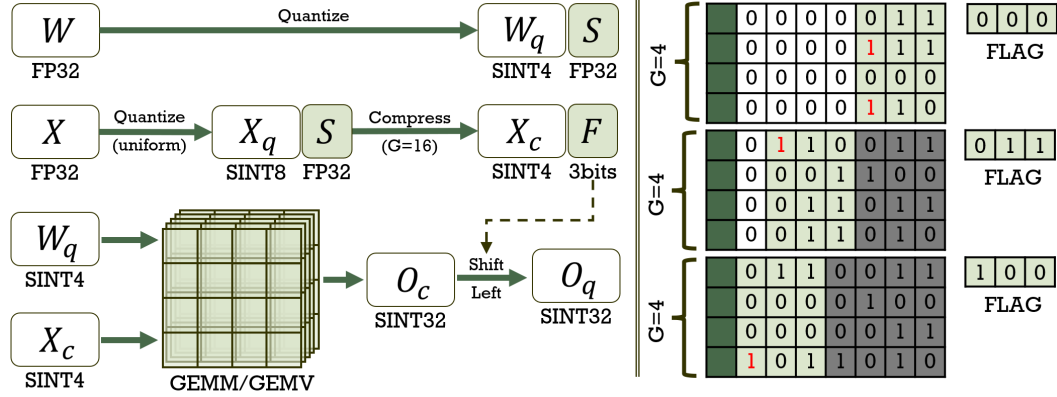 W
FP32
Quantize
W_q S
SINT4 FP32
X
FP32
Quantize
(uniform)
X_q S
SINT8 FP32
Compress
(G=16)
X_c F
SINT4 3bits
W_q
SINT4
X_c
SINT4
GEMM/GEMV
O_c
SINT32
Shift
Left
O_q
SINT32
G=4
0 0 0 0 0 1 1
0 0 0 0 1 1 1
0 0 0 0 0 0 0
0 0 0 0 1 1 0
0 0 0
FLAG
G=4
0 1 1 0 0 1 1
0 0 0 1 1 0 0
0 0 1 1 0 1 1
0 0 1 1 0 1 0
0 1 1
FLAG
G=4
0 1 1 0 0 1 1
0 0 0 0 1 0 0
0 0 0 0 0 1 1
1 0 1 1 0 1 0
1 0 0
FLAG